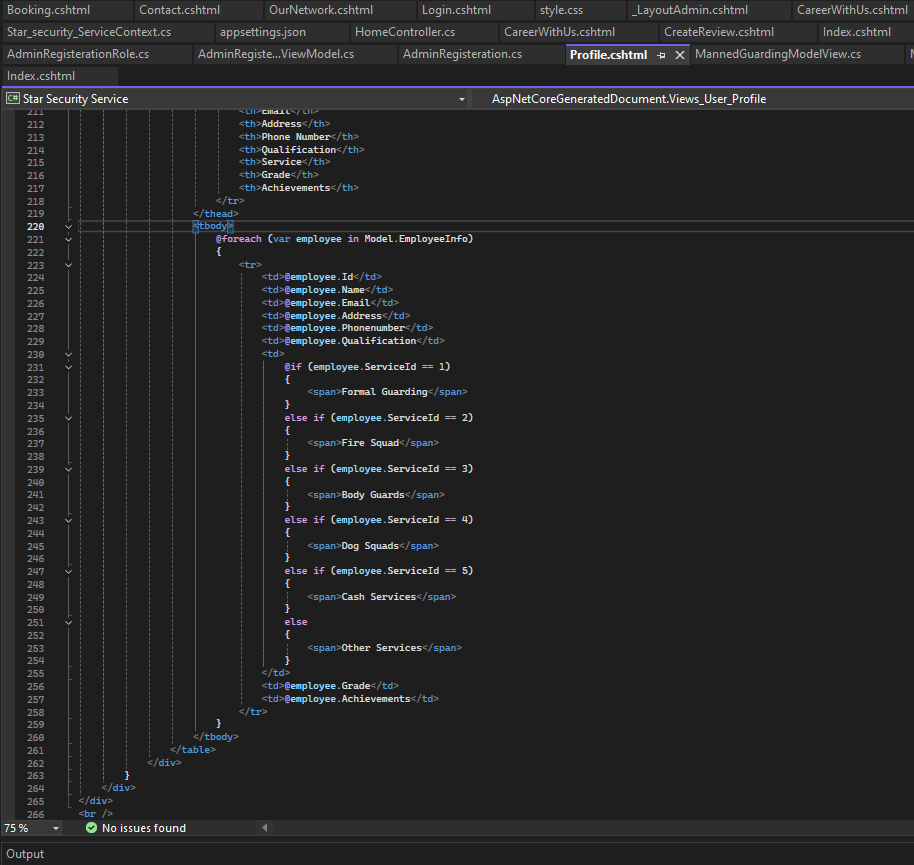 Booking.cshtml Contact.cshtml OurNetwork.cshtml Login.cshtml style.css _LayoutAdmin.cshtml CareerWithUs.cshtml
Star_security_ServiceContext.cs appsettings.json HomeController.cs CareerWithUs.cshtml CreateReview.cshtml Index.cshtml
AdminRegisterationRole.cs AdminRegiste...ViewModel.cs AdminRegisteration.cs Profile.cshtml MannedGuardingModelView.cs
Index.cshtml
C# Star Security Service AspNetCoreGeneratedDocument.Views_User_Profile
211 <th>Email</th>
212 <th>Address</th>
213 <th>Phone Number</th>
214 <th>Qualification</th>
215 <th>Service</th>
216 <th>Grade</th>
217 <th>Achievements</th>
218 </tr>
219 </thead>
220 <tbody>
221 @foreach (var employee in Model.EmployeeInfo)
222 {
223 <tr>
224 <td>@employee.Id</td>
225 <td>@employee.Name</td>
226 <td>@employee.Email</td>
227 <td>@employee.Address</td>
228 <td>@employee.Phonenumber</td>
229 <td>@employee.Qualification</td>
230 <td>
231 @if (employee.ServiceId == 1)
232 {
233 <span>Formal Guarding</span>
234 }
235 else if (employee.ServiceId == 2)
236 {
237 <span>Fire Squad</span>
238 }
239 else if (employee.ServiceId == 3)
240 {
241 <span>Body Guards</span>
242 }
243 else if (employee.ServiceId == 4)
244 {
245 <span>Dog Squads</span>
246 }
247 else if (employee.ServiceId == 5)
248 {
249 <span>Cash Services</span>
250 }
251 else
252 {
253 <span>Other Services</span>
254 }
255 </td>
256 <td>@employee.Grade</td>
257 <td>@employee.Achievements</td>
258 </tr>
259 }
260 </tbody>
261 </table>
262 </div>
263 }
264 </div>
265 </div>
266 <br />
75 % No issues found
Output